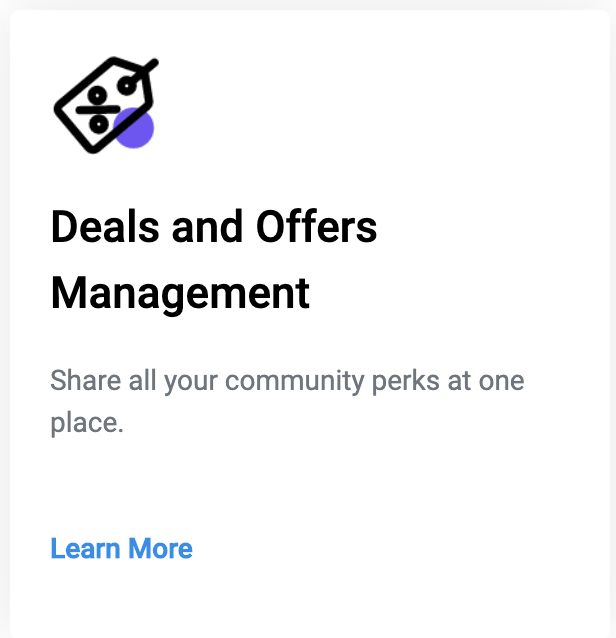 Deals and Offers
Management
Share all your community perks at one
place.
Learn More